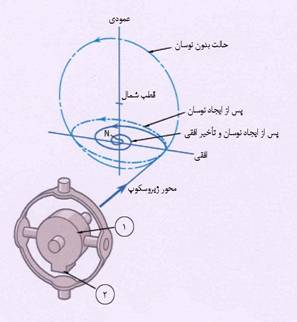 عمودی
حالت بدون نوسان
قطب شمال
پس از ایجاد نوسان
پس از ایجاد نوسان و تأخیر افقی
N
افقی
محور ژیروسکوپ
۱
۲